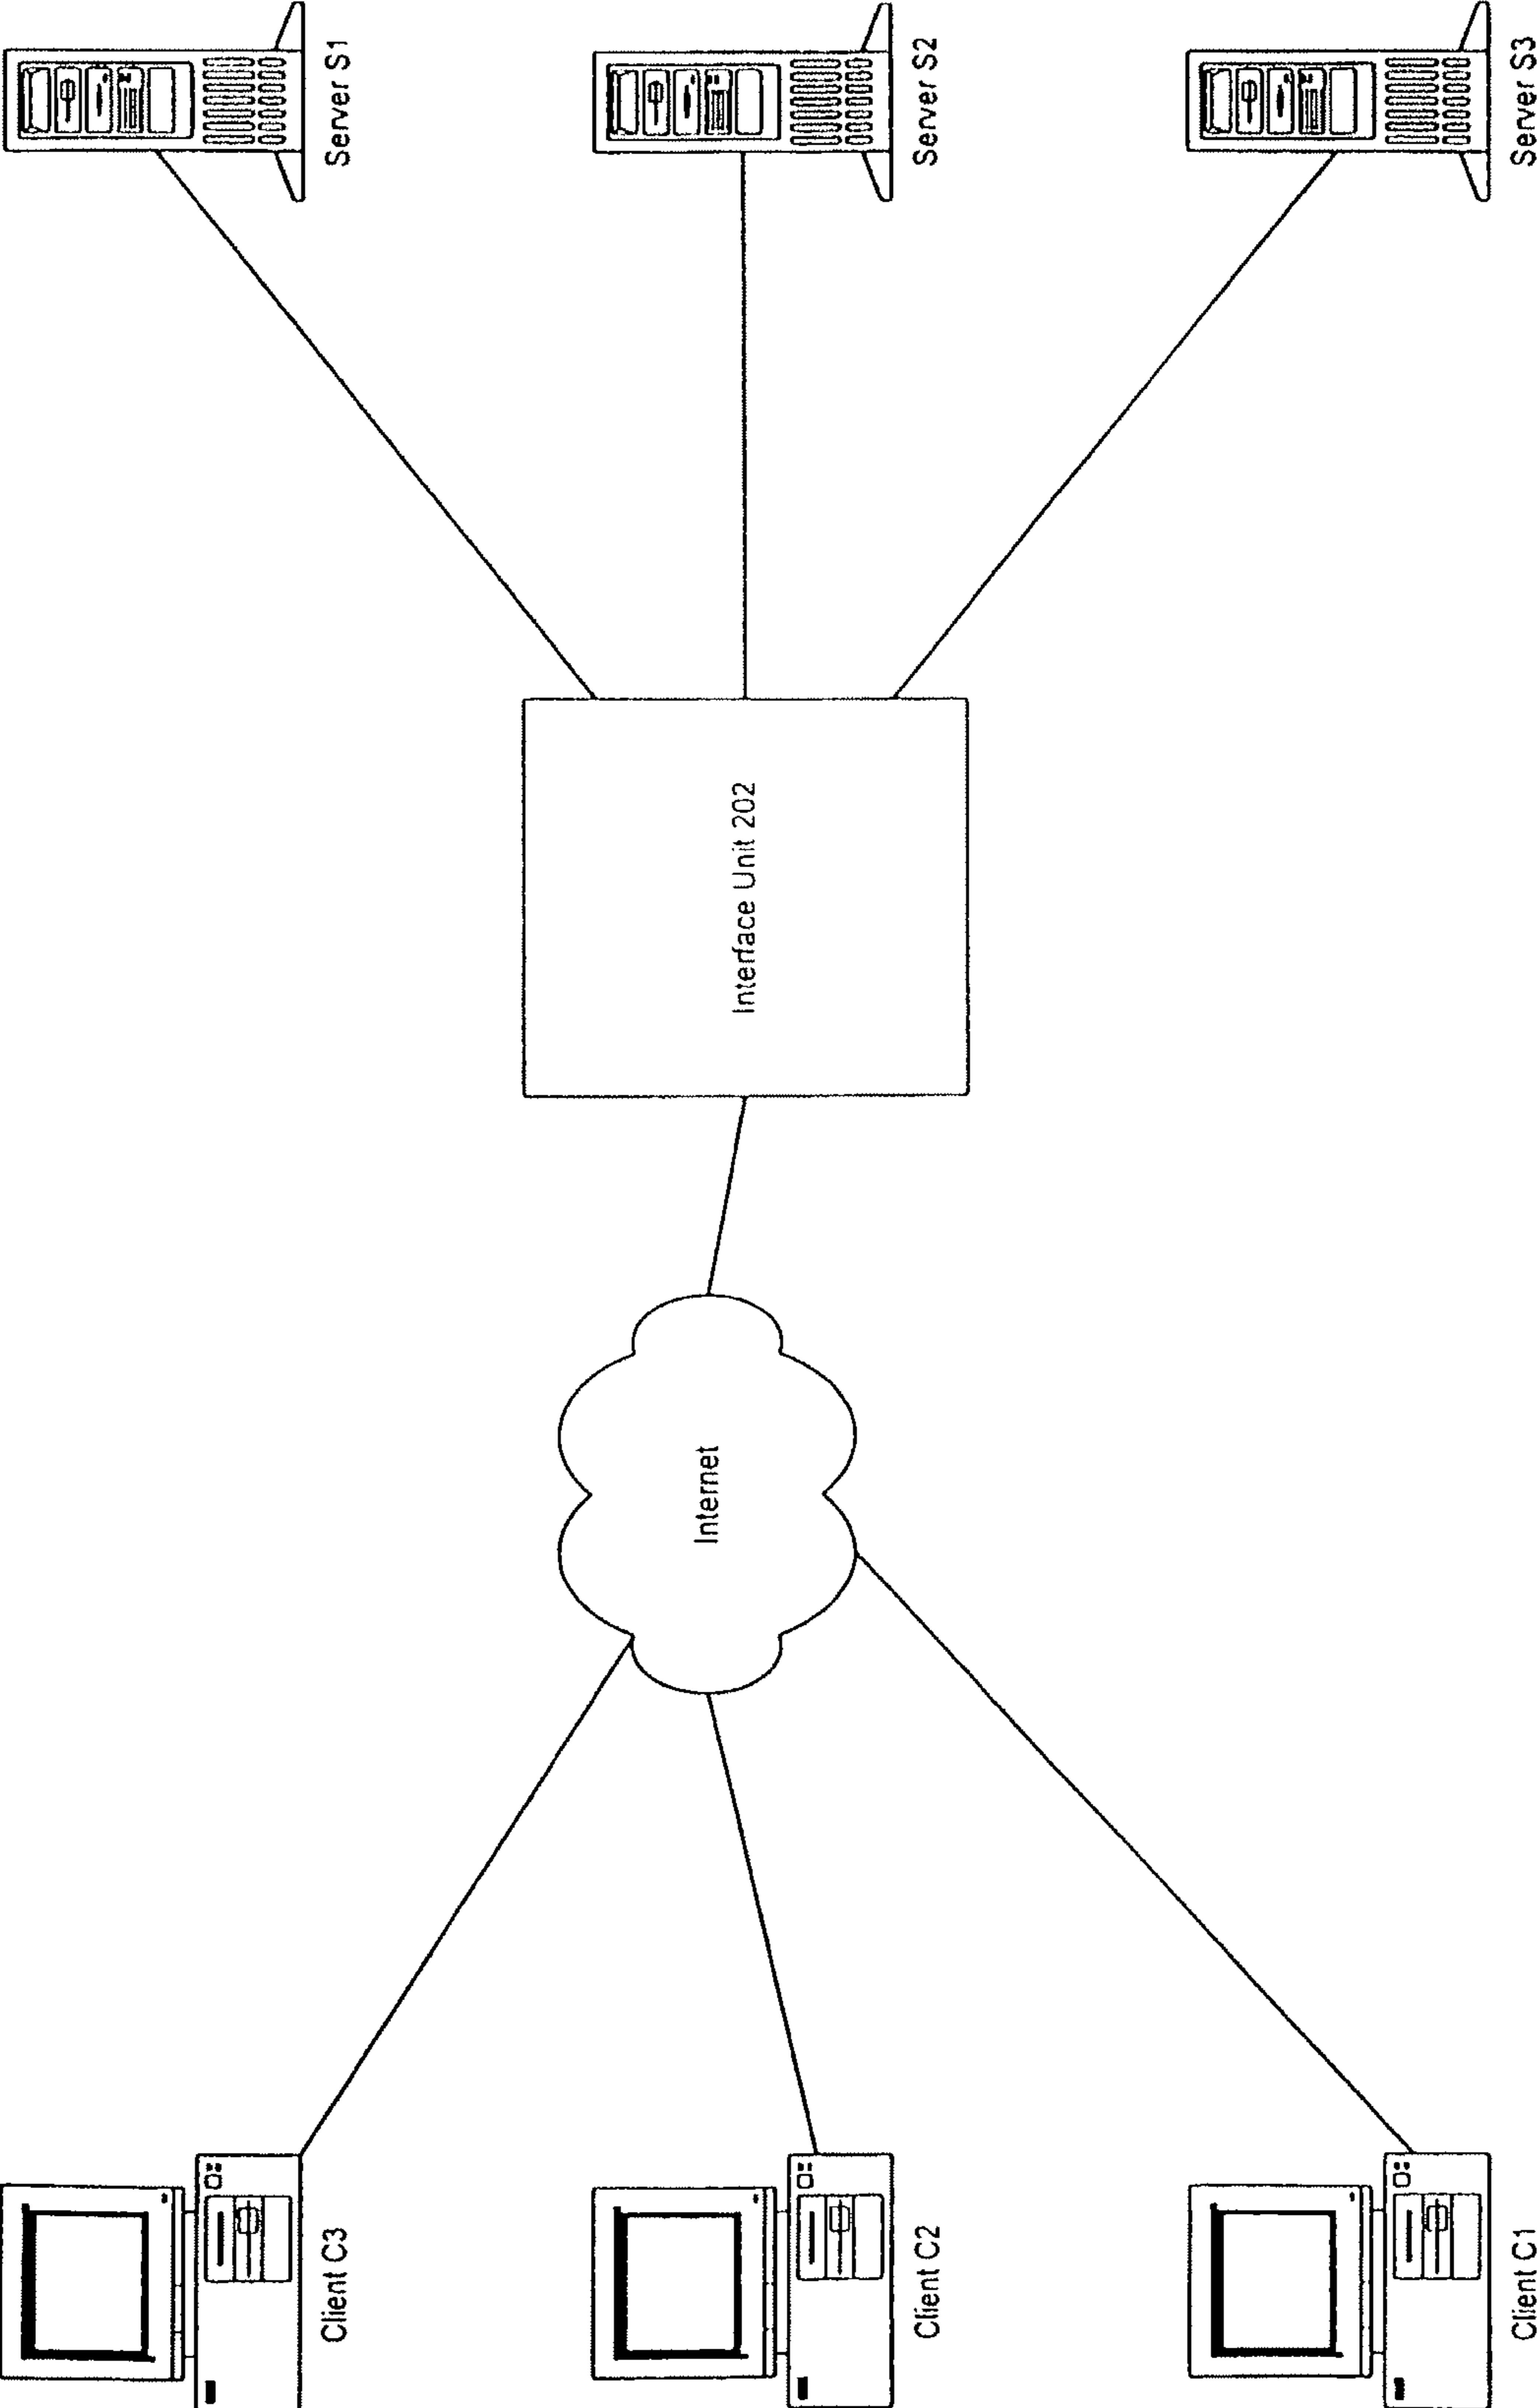 Client C3
Internet
Interface Unit 202
Server S1
Client C2
Server S2
Client C1
Server S3